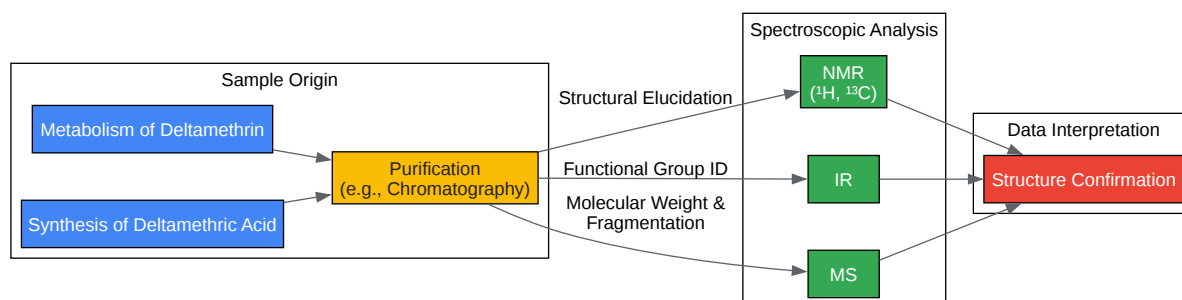 Sample Origin
Metabolism of Deltamethrin
Synthesis of Deltamethric Acid
Purification
(e.g., Chromatography)
Structural Elucidation
Functional Group ID
Molecular Weight &
Fragmentation
Spectroscopic Analysis
NMR
(¹H, ¹³C)
IR
MS
Data Interpretation
Structure Confirmation